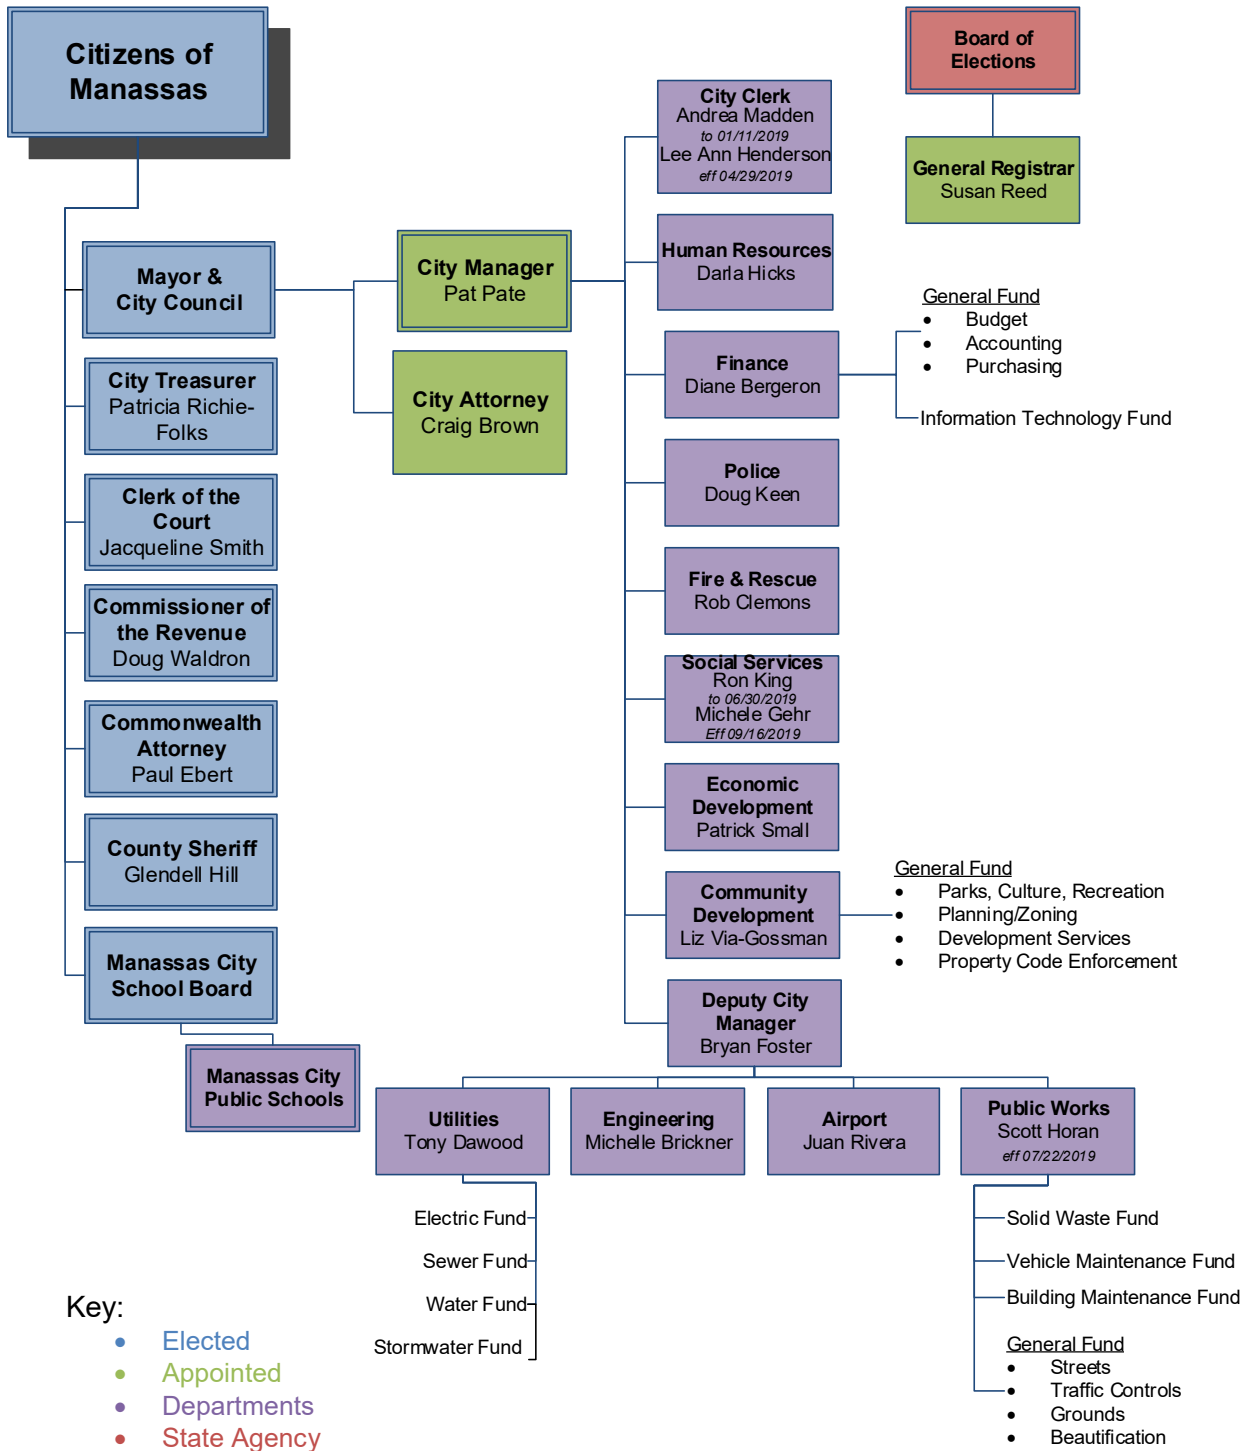 Citizens of
Manassas
Board of
Elections
General Registrar
Susan Reed
Mayor &
City Council
City Treasurer
Patricia Richie-
Folks
Clerk of the
Court
Jacqueline Smith
Commissioner of
the Revenue
Doug Waldron
Commonwealth
Attorney
Paul Ebert
County Sheriff
Glendell Hill
Manassas City
School Board
Manassas City
Public Schools
City Manager
Pat Pate
City Attorney
Craig Brown
City Clerk
Andrea Madden
to 01/11/2019
Lee Ann Henderson
eff 04/29/2019
Human Resources
Darla Hicks
Finance
Diane Bergeron
General Fund
• Budget
• Accounting
• Purchasing
Information Technology Fund
Police
Doug Keen
Fire & Rescue
Rob Clemons
Social Services
Ron King
to 06/30/2019
Michele Gehr
Eff 09/16/2019
Economic
Development
Patrick Small
Community
Development
Liz Via-Gossman
General Fund
• Parks, Culture, Recreation
• Planning/Zoning
• Development Services
• Property Code Enforcement
Deputy City
Manager
Bryan Foster
Utilities
Tony Dawood
Engineering
Michelle Brickner
Airport
Juan Rivera
Public Works
Scott Horan
eff 07/22/2019
Electric Fund
Sewer Fund
Water Fund
Stormwater Fund
Solid Waste Fund
Vehicle Maintenance Fund
Building Maintenance Fund
General Fund
• Streets
• Traffic Controls
• Grounds
• Beautification
Key:
• Elected
• Appointed
• Departments
• State Agency